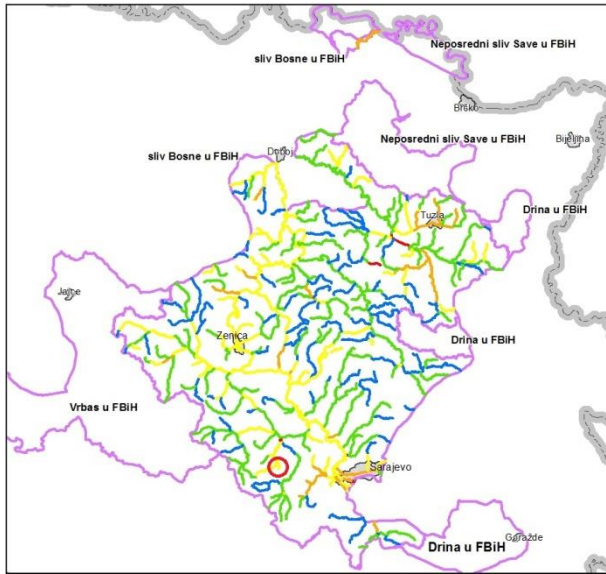 Neposredni sliv Save u FBiH
sliv Bosne u FBiH
Brčko
Neposredni sliv Save u FBiH
Bijeljina
Doboj
sliv Bosne u FBiH
Drina u FBiH
Tuzla
Jajce
Zenica
Drina u FBiH
Vrbas u FBiH
Sarajevo
Goražde
Drina u FBiH